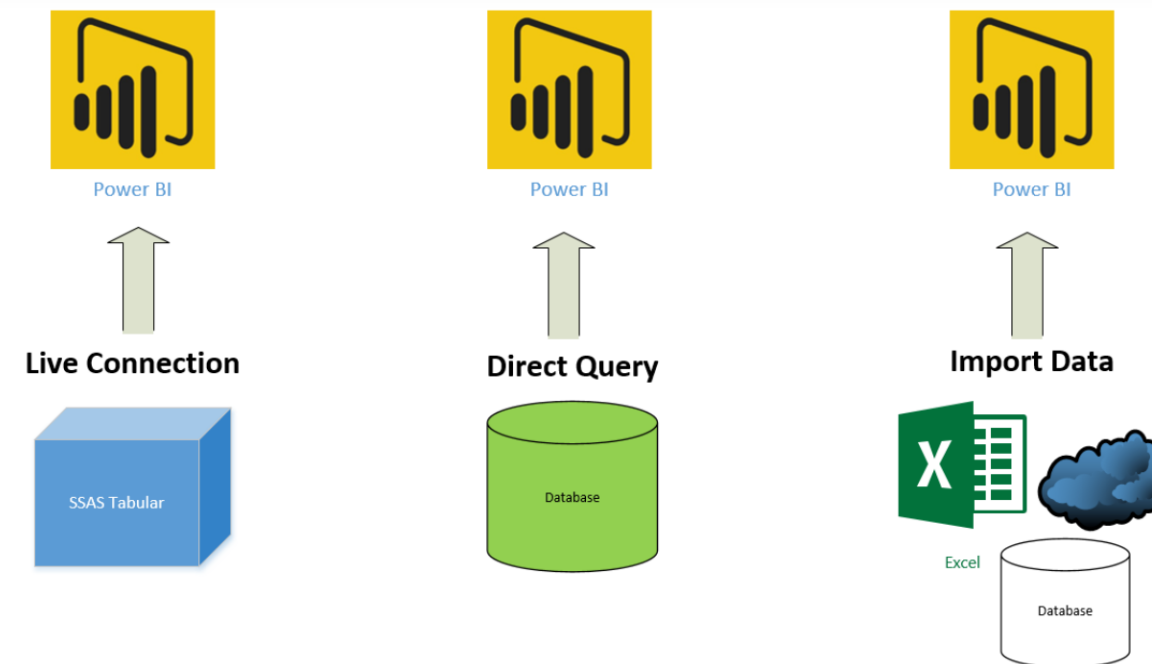 Power BI
Power BI
Power BI
Live Connection
Direct Query
Import Data
SSAS Tabular
Database
X
Excel
Database